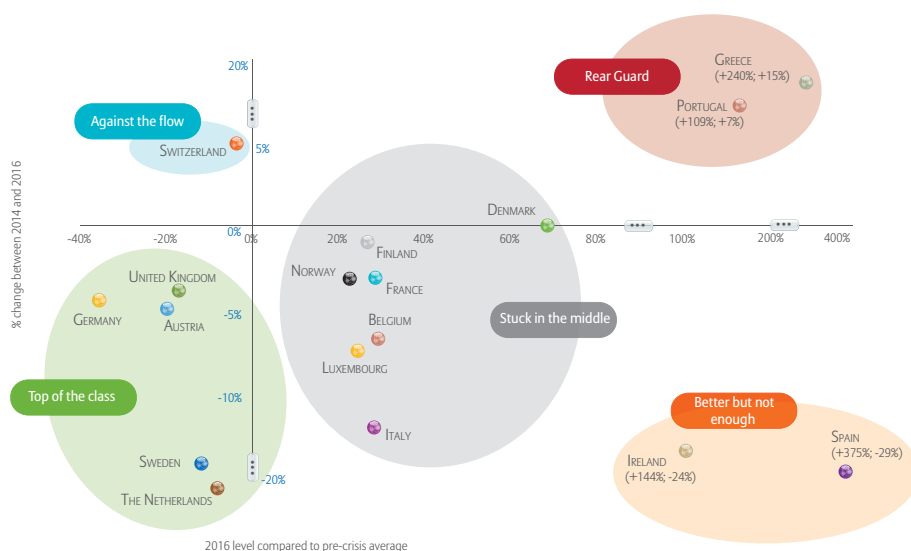 GREECE
(+240%; +15%)
Rear Guard
PORTUGAL
(+109%; +7%)
20%
Against the flow
SWITZERLAND
5%
% change between 2014 and 2016
DENMARK
0%
-40%
-20%
0%
20%
40%
60%
80%
100%
200%
400%
FINLAND
NORWAY
FRANCE
UNITED KINGDOM
GERMANY
AUSTRIA
-5%
BELGIUM
Stuck in the middle
LUXEMBOURG
Top of the class
-10%
Better but not
enough
ITALY
SPAIN
(+375%; -29%)
IRELAND
(+144%; -24%)
SWEDEN
-20%
THE NETHERLANDS
2016 level compared to pre-crisis average